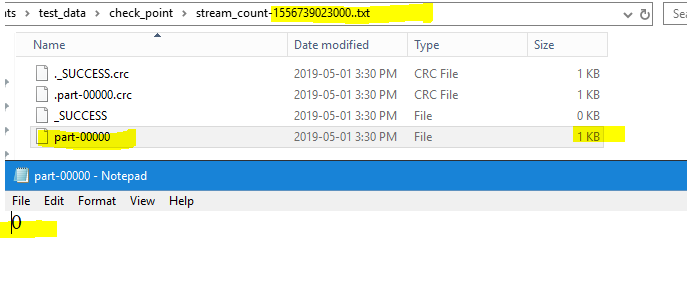 nts › test_data › check_point › stream_count-1556739023000..txt Sea
Name Date modified Type Size
._SUCCESS.crc 2019-05-01 3:30 PM CRC File 1 KB
.part-00000.crc 2019-05-01 3:30 PM CRC File 1 KB
_SUCCESS 2019-05-01 3:30 PM File 0 KB
part-00000 2019-05-01 3:30 PM File 1 KB
part-00000 - Notepad
File Edit Format View Help
0